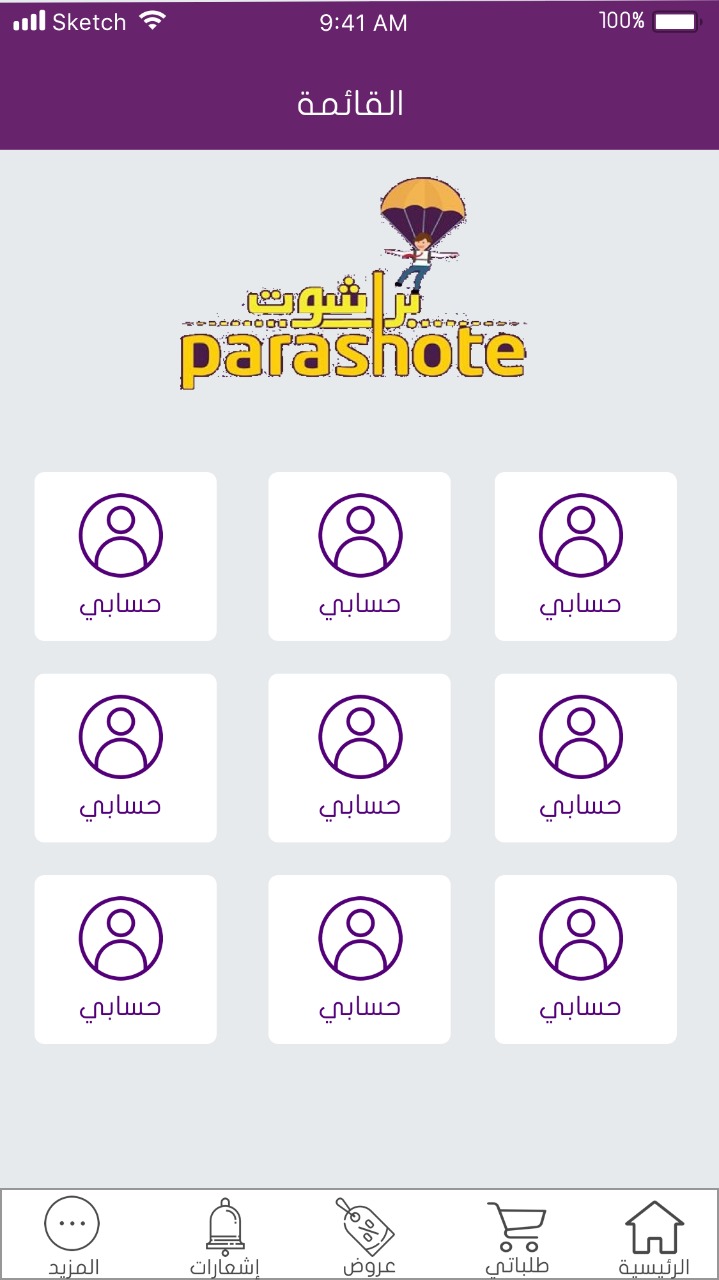 Sketch 9:41 AM 100%
القائمة
براشوت
parashote
حسابي حسابي حسابي
حسابي حسابي حسابي
حسابي حسابي حسابي
الرئيسية طلباتي عروض إشعارات المزيد